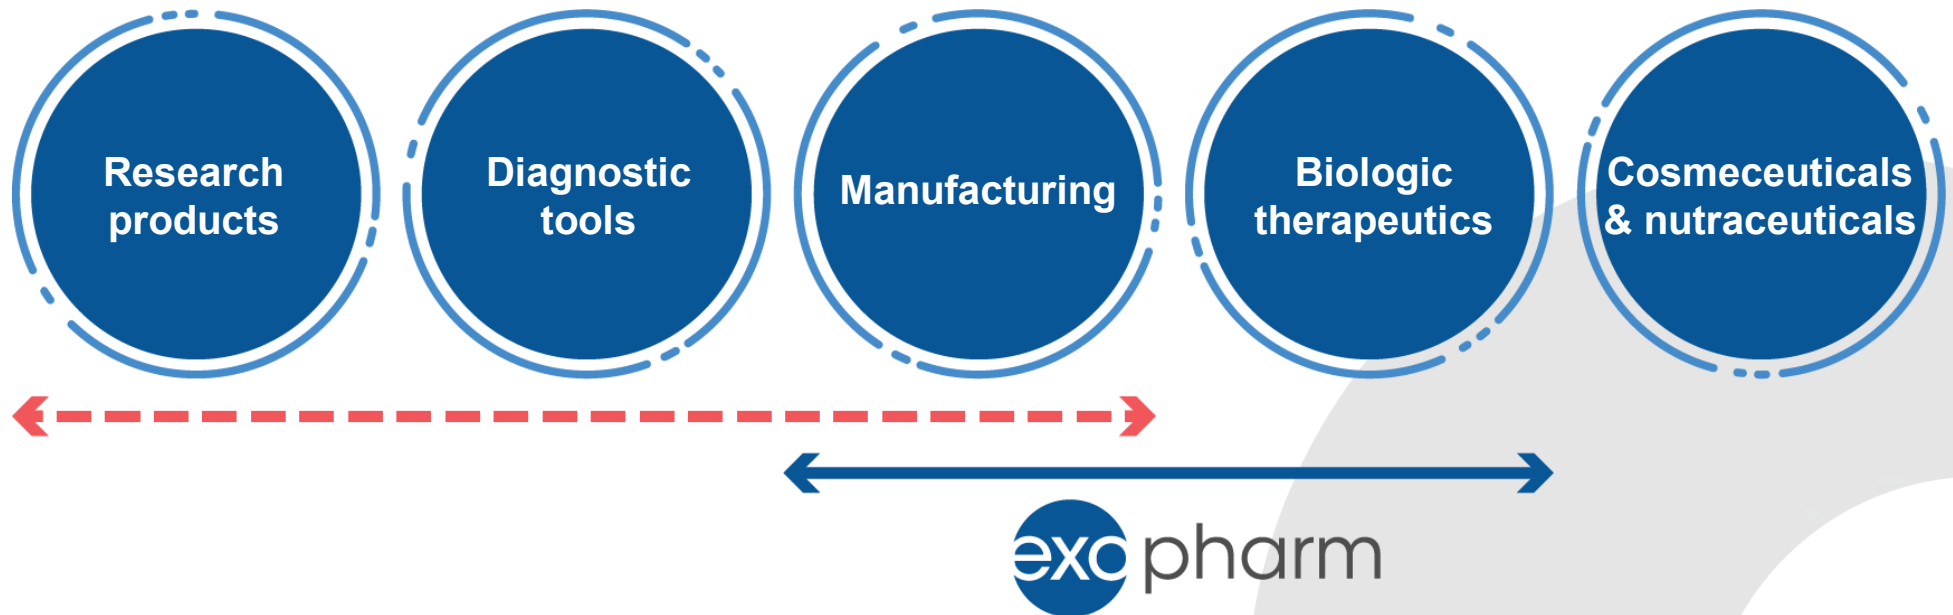 Research
products
Diagnostic
tools
Manufacturing
Biologic
therapeutics
Cosmeceuticals
& nutraceuticals
exopharm